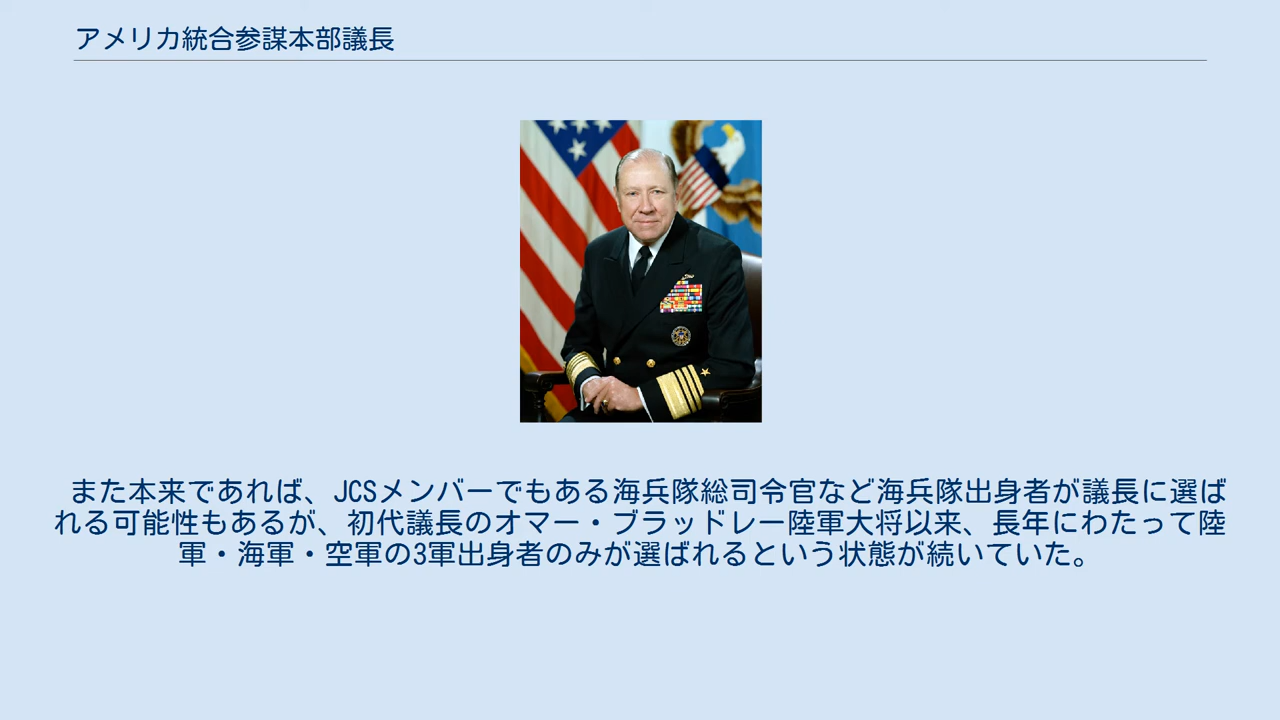 アメリカ統合参謀本部議長
また本来であれば、JCSメンバーでもある海兵隊総司令官など海兵隊出身者が議長に選ば
れる可能性もあるが、初代議長のオマー・ブラッドレー陸軍大将以来、長年にわたって陸
軍・海軍・空軍の3軍出身者のみが選ばれるという状態が続いていた。